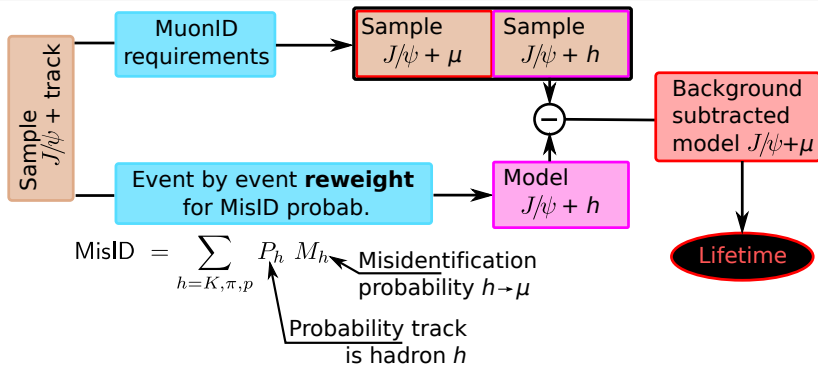 Sample
J/ψ + track
MuonID
requirements
Sample
J/ψ + μ
Sample
J/ψ + h
−
Background
subtracted
model J/ψ+μ
Event by event reweight
for MisID probab.
Model
J/ψ + h
Lifetime
MisID = ∑ P_h M_h
h=K,π,p
Misidentification
probability h→μ
Probability track
is hadron h